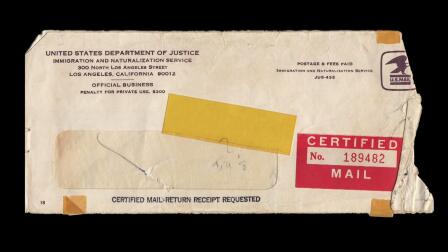 UNITED STATES DEPARTMENT OF JUSTICE
IMMIGRATION AND NATURALIZATION SERVICE
300 NORTH LOS ANGELES STREET
LOS ANGELES, CALIFORNIA 90012
OFFICIAL BUSINESS
PENALTY FOR PRIVATE USE, $300
POSTAGE & FEES PAID
IMMIGRATION AND NATURALIZATION SERVICE
JUS-432
U.S. MAIL
CERTIFIED
No. 189482
MAIL
CERTIFIED MAIL-RETURN RECEIPT REQUESTED